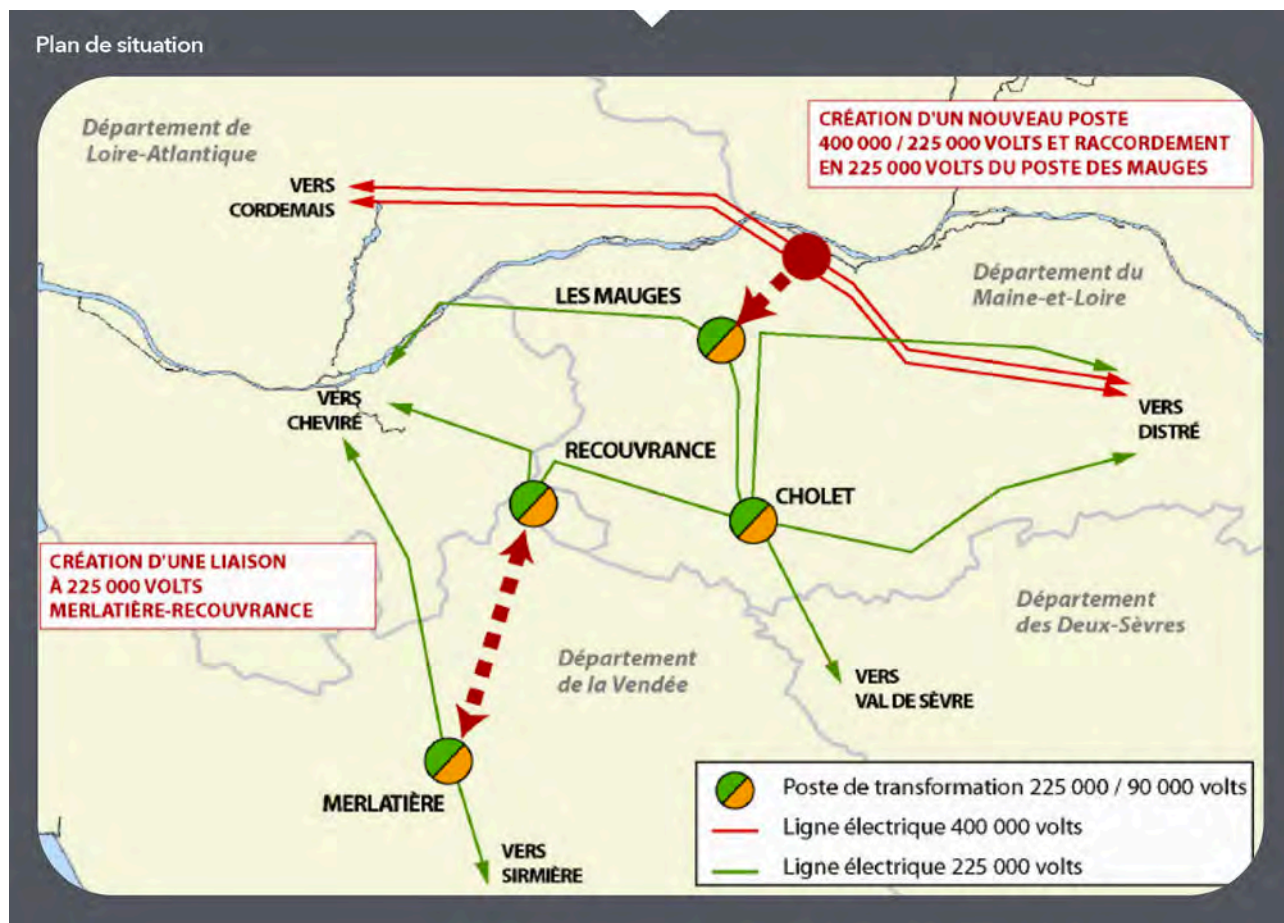 Plan de situation
Département de
Loire-Atlantique
CRÉATION D'UN NOUVEAU POSTE
400 000 / 225 000 VOLTS ET RACCORDEMENT
EN 225 000 VOLTS DU POSTE DES MAUGES
VERS
CORDEMAIS
Département du
Maine-et-Loire
LES MAUGES
VERS
CHEVIRÉ
VERS
DISTRÉ
RECOUVRANCE
CHOLET
CRÉATION D'UNE LIAISON
À 225 000 VOLTS
MERLATIÈRE-RECOUVRANCE
Département
des Deux-Sèvres
Département
de la Vendée
VERS
VAL DE SÈVRE
MERLATIÈRE
VERS
SIRMIÈRE
Poste de transformation 225 000 / 90 000 volts
Ligne électrique 400 000 volts
Ligne électrique 225 000 volts